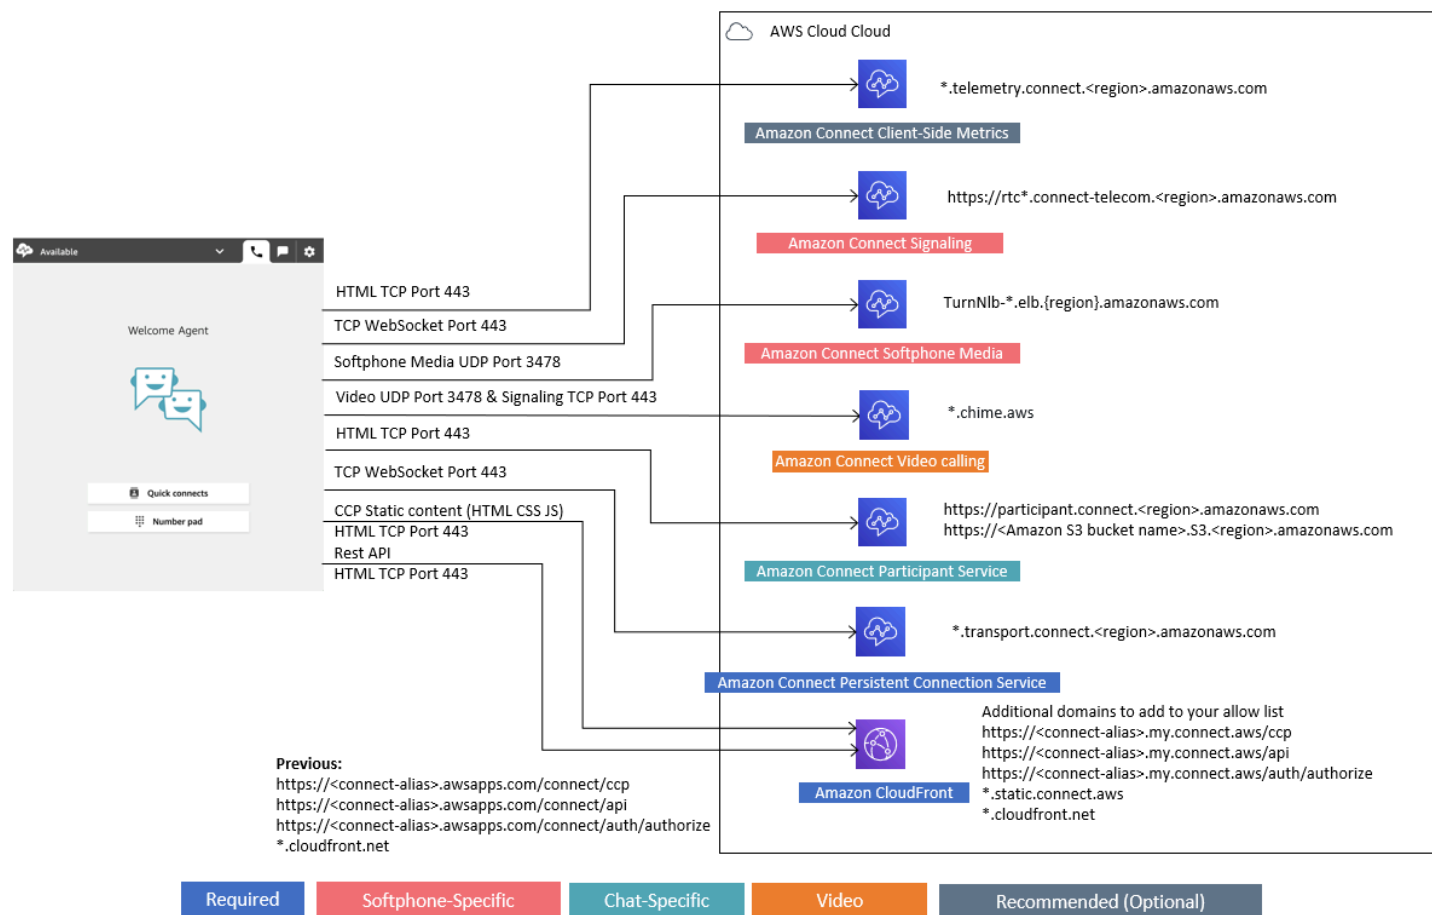 AWS Cloud Cloud
*.telemetry.connect.<region>.amazonaws.com
Amazon Connect Client-Side Metrics
https://rtc*.connect-telecom.<region>.amazonaws.com
Amazon Connect Signaling
Available
HTML TCP Port 443
TCP WebSocket Port 443
Softphone Media UDP Port 3478
Video UDP Port 3478 & Signaling TCP Port 443
HTML TCP Port 443
TCP WebSocket Port 443
CCP Static content (HTML CSS JS)
HTML TCP Port 443
Rest API
HTML TCP Port 443
Welcome Agent
Quick connects
Number pad
TurnNlb-*.elb.{region}.amazonaws.com
Amazon Connect Softphone Media
*.chime.aws
Amazon Connect Video calling
https://participant.connect.<region>.amazonaws.com
https://<Amazon S3 bucket name>.S3.<region>.amazonaws.com
Amazon Connect Participant Service
*.transport.connect.<region>.amazonaws.com
Amazon Connect Persistent Connection Service
Additional domains to add to your allow list
https://<connect-alias>.my.connect.aws/ccp
https://<connect-alias>.my.connect.aws/api
https://<connect-alias>.my.connect.aws/auth/authorize
*.static.connect.aws
*.cloudfront.net
Amazon CloudFront
Previous:
https://<connect-alias>.awsapps.com/connect/ccp
https://<connect-alias>.awsapps.com/connect/api
https://<connect-alias>.awsapps.com/connect/auth/authorize
*.cloudfront.net
Required
Softphone-Specific
Chat-Specific
Video
Recommended (Optional)